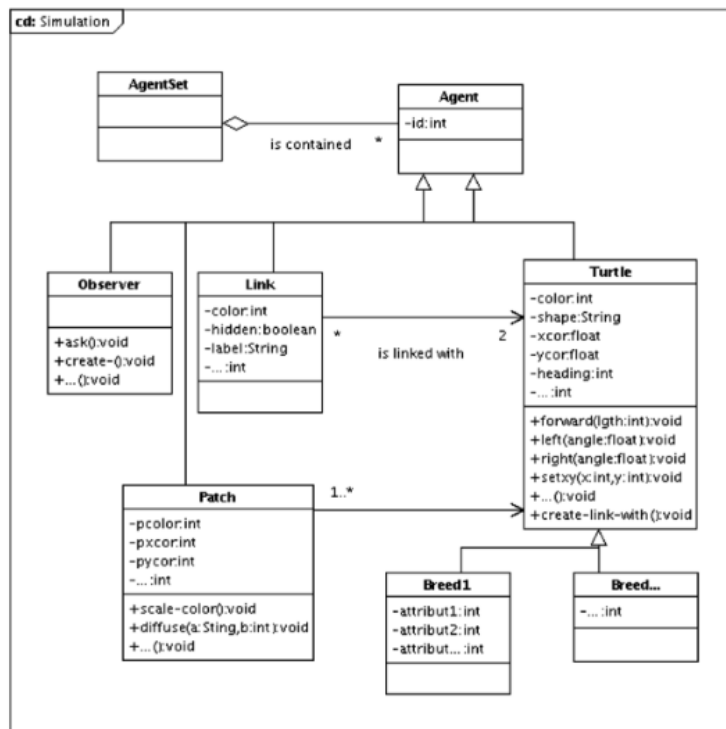 cd: Simulation
AgentSet
Agent
-id:int
is contained
*
Observer
+ask():void
+create-():void
+...():void
Link
-color:int
-hidden:boolean
-label:String
-... :int
*
is linked with
2
Turtle
-color:int
-shape:String
-xcor:float
-ycor:float
-heading:int
-... :int
+forward(lgth:int):void
+left(angle:float):void
+right(angle:float):void
+setxy(x:int,y:int):void
+...():void
+create-link-with():void
Patch
-pcolor:int
-pxcor:int
-pycor:int
-... :int
+scale-color():void
+diffuse(a:Sting,b:int):void
+...():void
1..*
Breed1
-attribut1:int
-attribut2:int
-attribut... :int
Breed...
-... :int